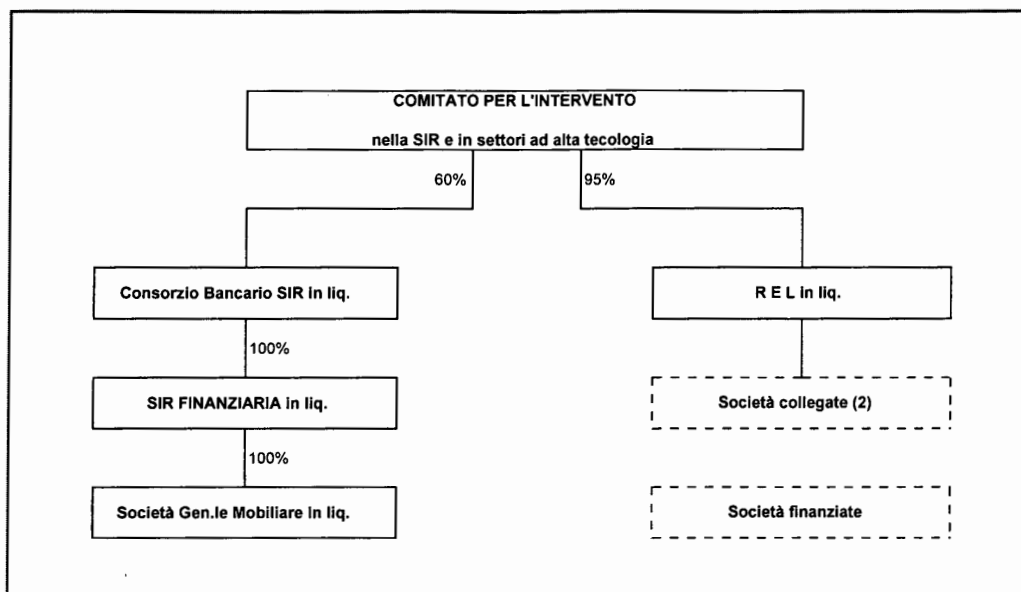 COMITATO PER L'INTERVENTO
nella SIR e in settori ad alta tecologia
60%
95%
Consorzio Bancario SIR in liq.
R E L in liq.
100%
SIR FINANZIARIA in liq.
Società collegate (2)
100%
Società Gen.le Mobiliare in liq.
Società finanziate